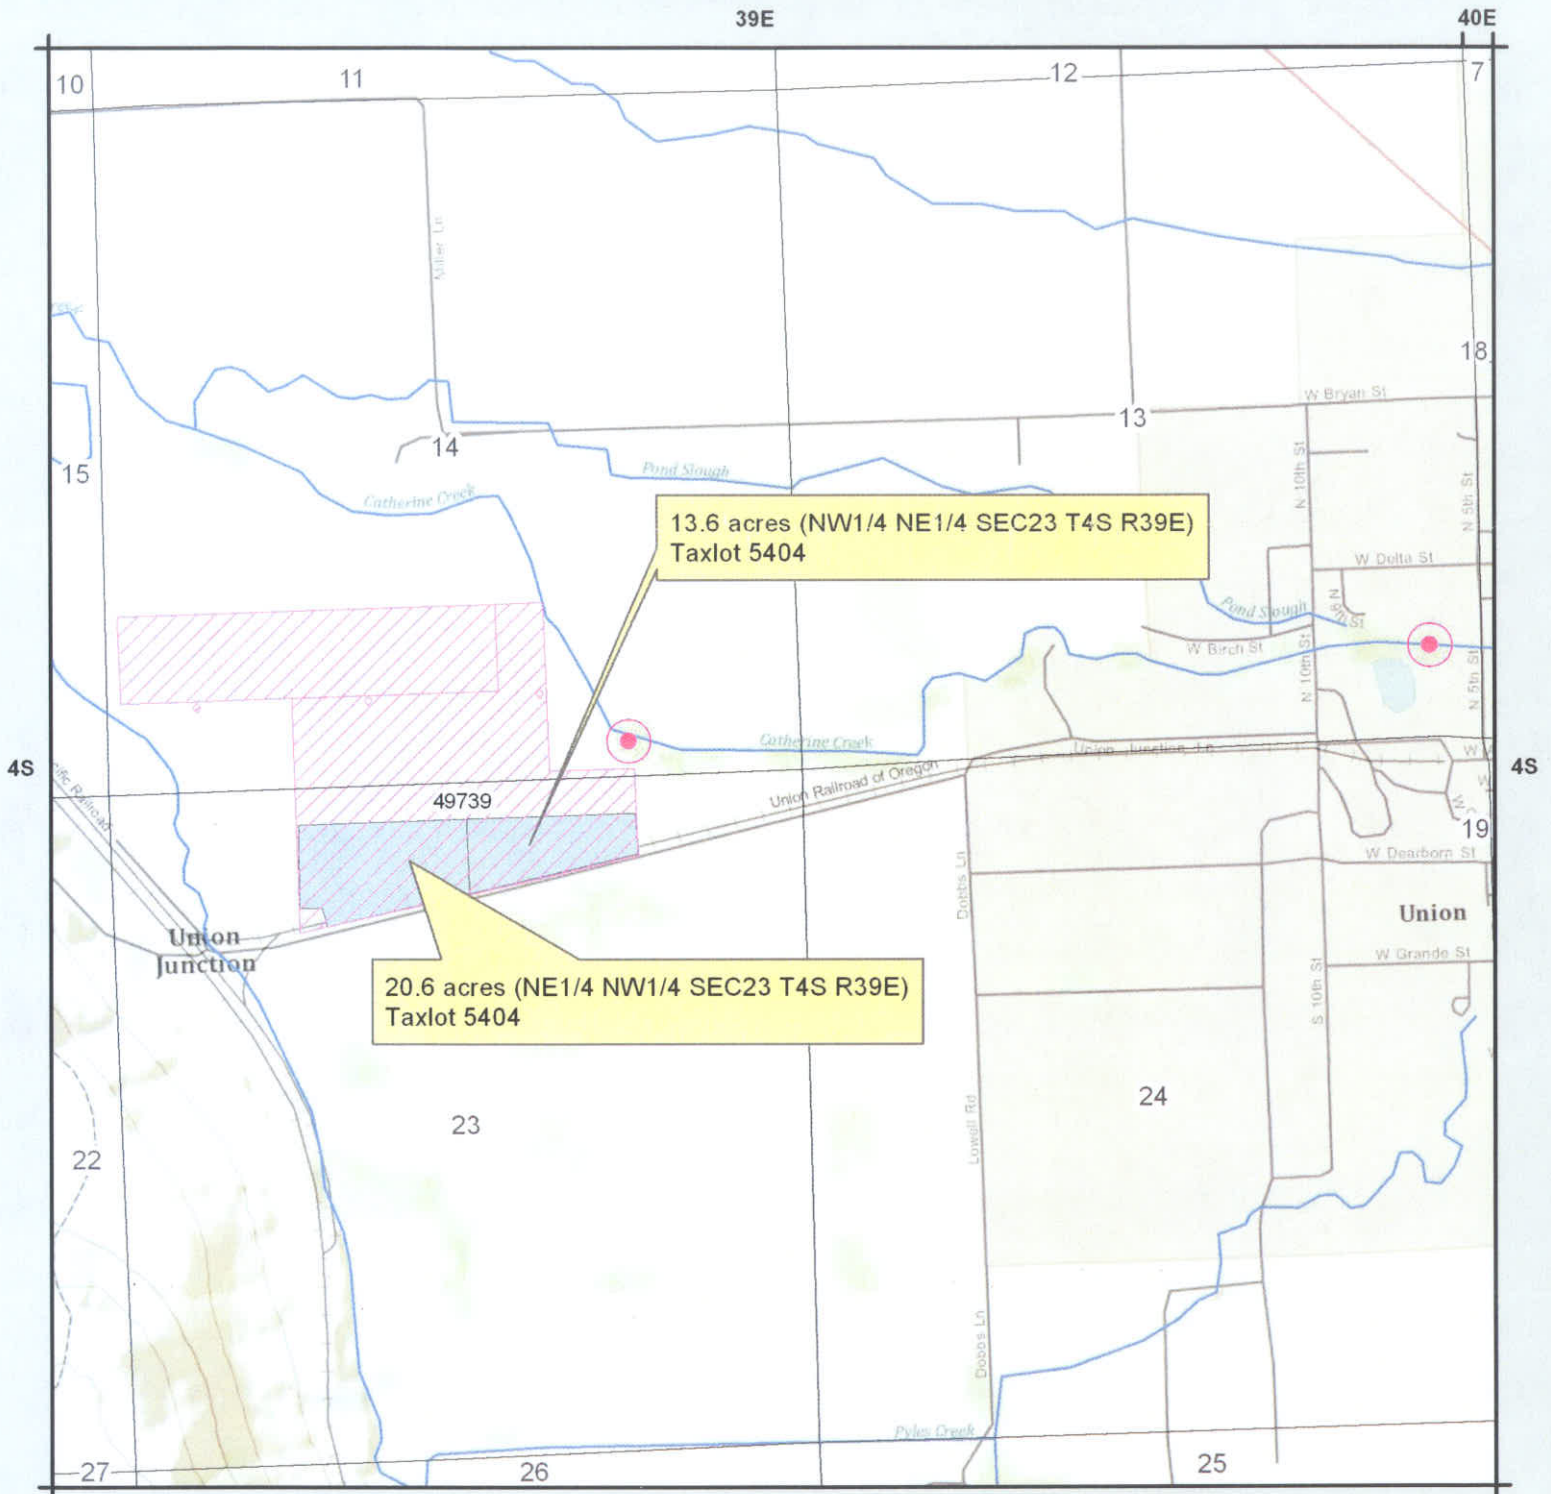 39E
40E
10
11
12
7
Miller Ln
18
W Bryan St
13
14
15
Pond Slough
Catherine Creek
N 10th St
N 5th St
13.6 acres (NW1/4 NE1/4 SEC23 T4S R39E)
Taxlot 5404
W Delta St
N 9th St
Pond Slough
W Birch St
N 10th St
N 5th St
Catherine Creek
Union Junction Ln
4S
4S
Union Railroad of Oregon
49739
19
W Dearborn St
Dobbs Ln
Union
Union
Junction
W Grande St
S 10th St
20.6 acres (NE1/4 NW1/4 SEC23 T4S R39E)
Taxlot 5404
24
23
Lowell Rd
22
Dobbs Ln
Pyles Creek
27
26
25